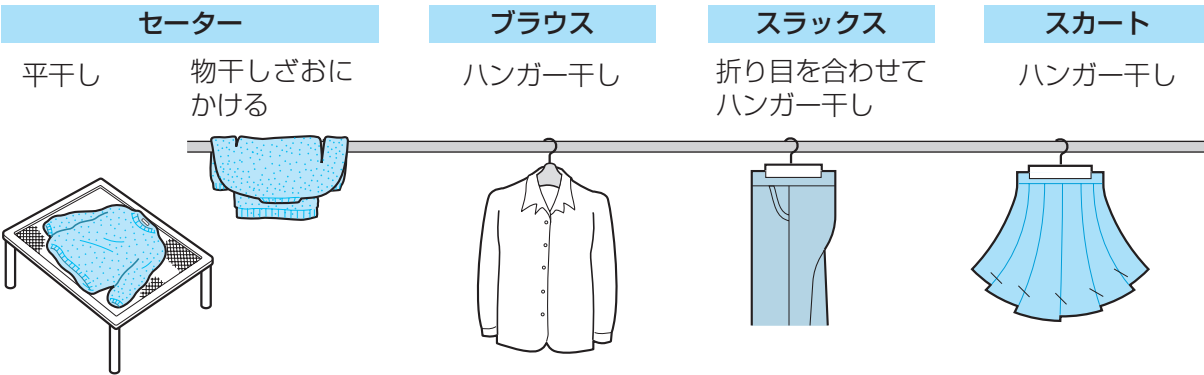 セーター
平干し
物干しざおに
かける
ブラウス
ハンガー干し
スラックス
折り目を合わせて
ハンガー干し
スカート
ハンガー干し